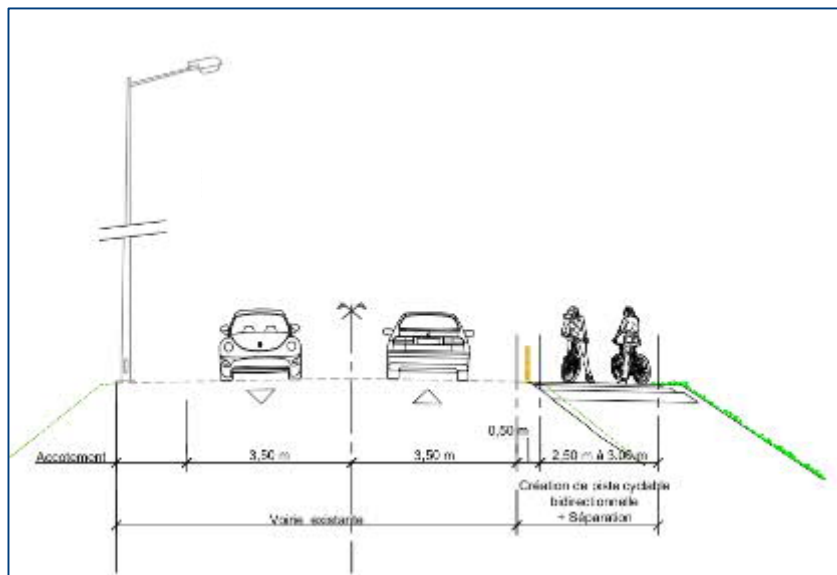 0,50 m
Accotement
3,50 m
3,50 m
2,50 m à 3,00 m
Création de piste cyclable
bidirectionnelle
+ Séparation
Voirie existante